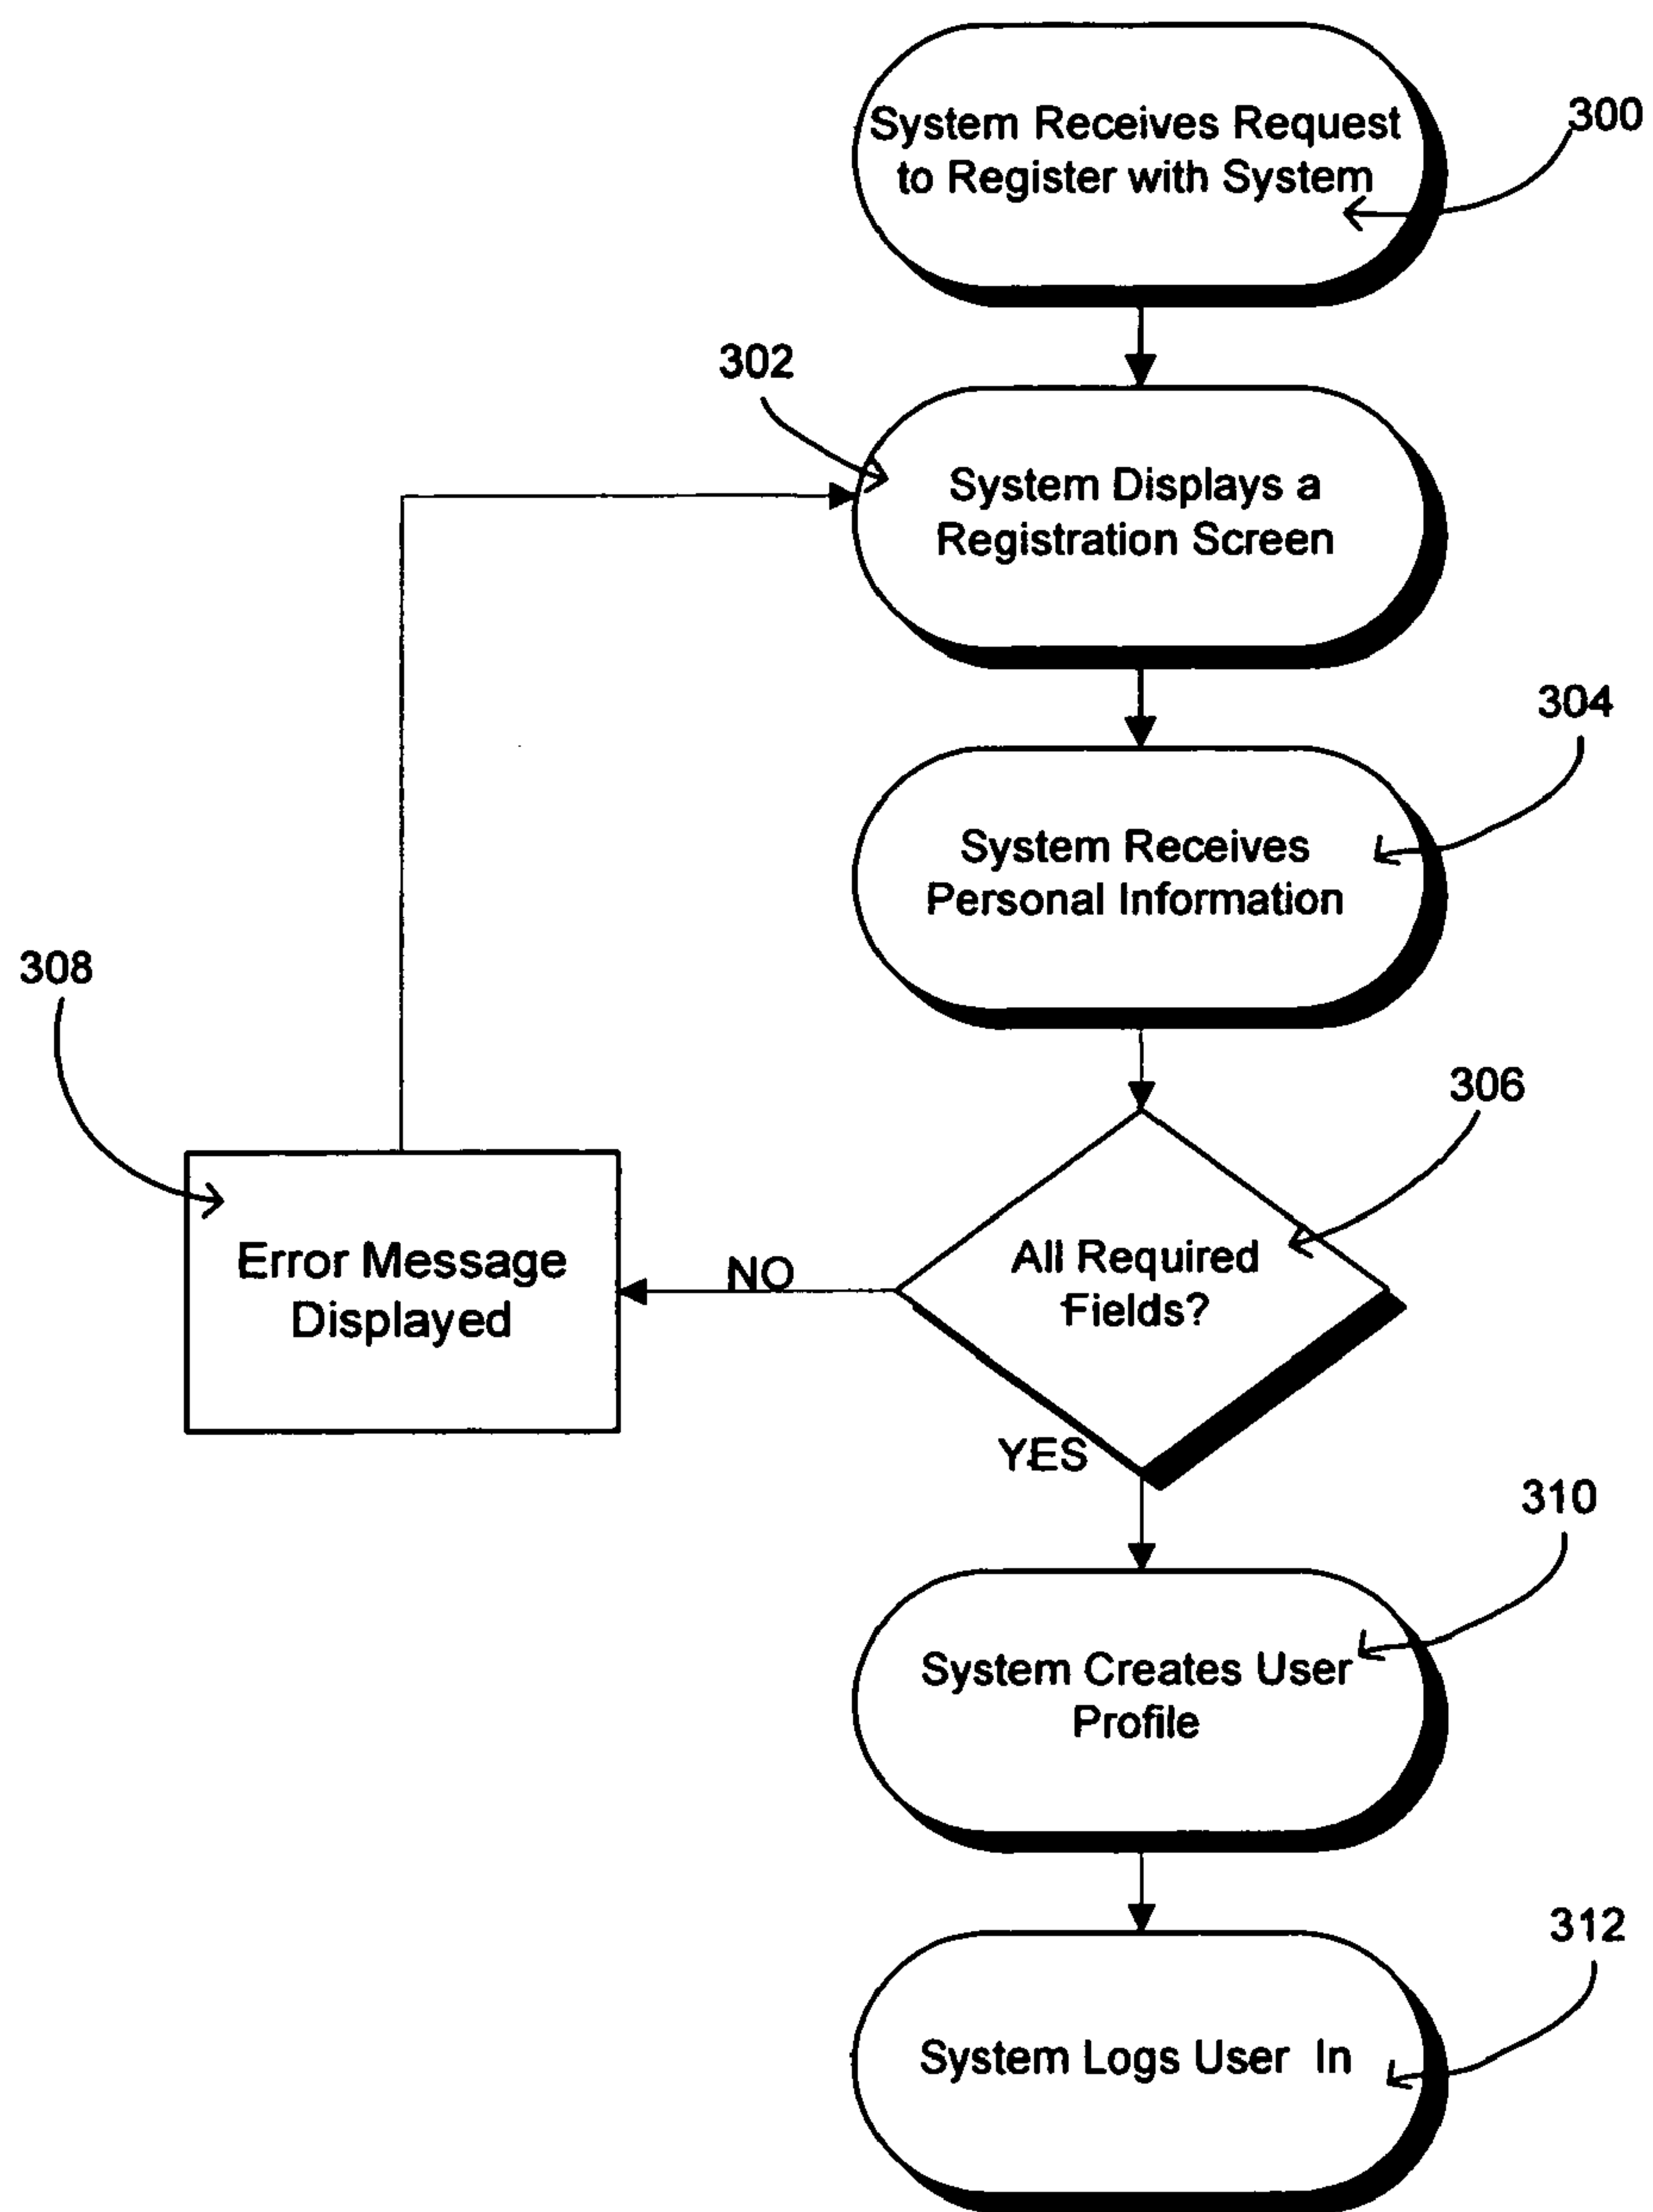 System Receives Request
to Register with System
300
302
System Displays a
Registration Screen
304
System Receives
Personal Information
308
306
Error Message
Displayed
NO
All Required
Fields?
YES
310
System Creates User
Profile
312
System Logs User In